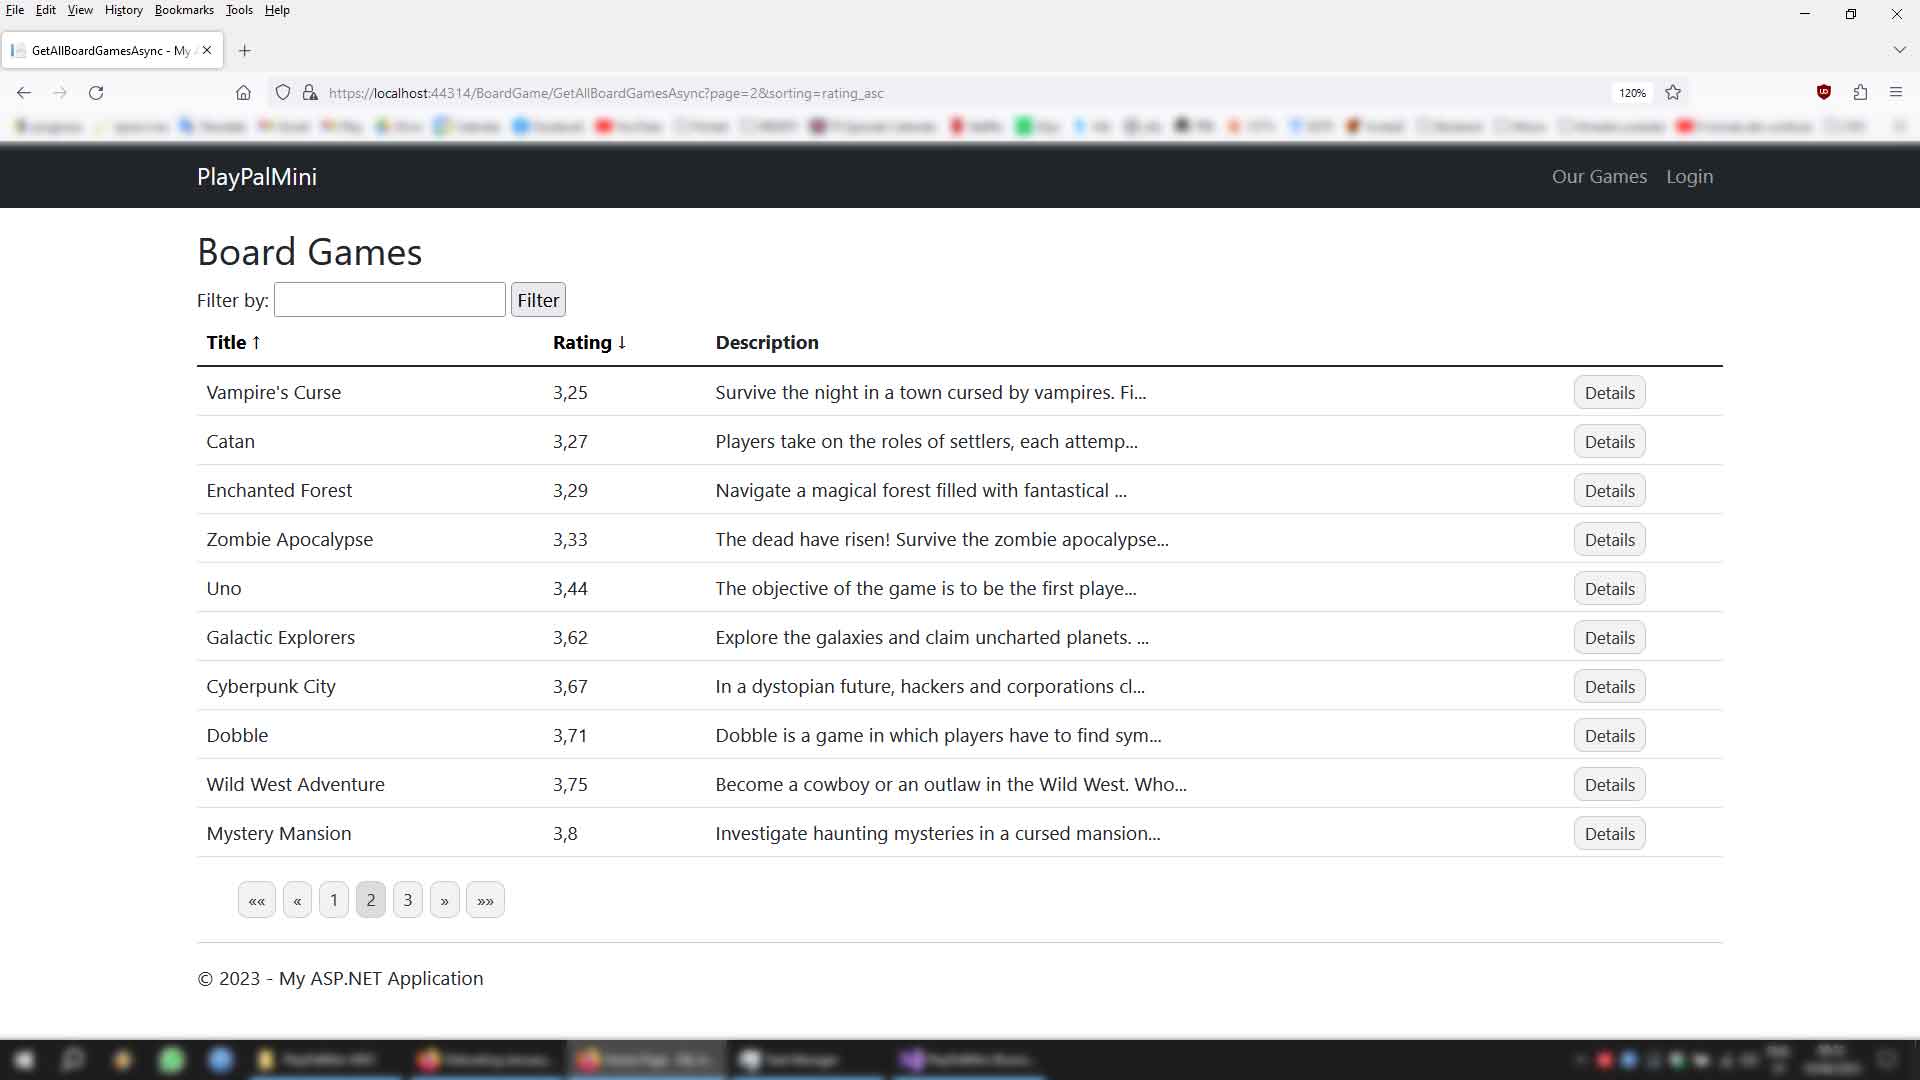 File Edit View History Bookmarks Tools Help
GetAllBoardGamesAsync - My
https://localhost:44314/BoardGame/GetAllBoardGamesAsync?page=2&sorting=rating_asc 120%
PlayPalMini Our Games Login
Board Games
Filter by: Filter
Title ↑ Rating ↓ Description
Vampire's Curse 3,25 Survive the night in a town cursed by vampires. Fi... Details
Catan 3,27 Players take on the roles of settlers, each attemp... Details
Enchanted Forest 3,29 Navigate a magical forest filled with fantastical ... Details
Zombie Apocalypse 3,33 The dead have risen! Survive the zombie apocalypse... Details
Uno 3,44 The objective of the game is to be the first playe... Details
Galactic Explorers 3,62 Explore the galaxies and claim uncharted planets. ... Details
Cyberpunk City 3,67 In a dystopian future, hackers and corporations cl... Details
Dobble 3,71 Dobble is a game in which players have to find sym... Details
Wild West Adventure 3,75 Become a cowboy or an outlaw in the Wild West. Who... Details
Mystery Mansion 3,8 Investigate haunting mysteries in a cursed mansion... Details
«« « 1 2 3 » »»
© 2023 - My ASP.NET Application